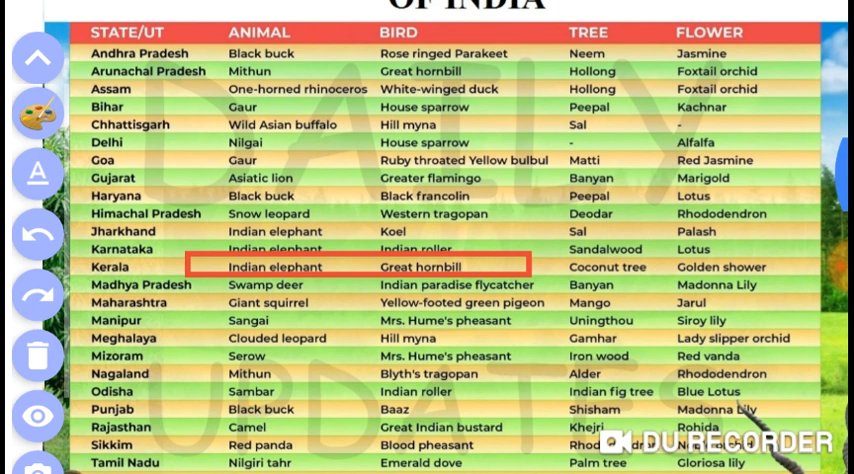 OF INDIA
STATE/UT ANIMAL BIRD TREE FLOWER
Andhra Pradesh Black buck Rose ringed Parakeet Neem Jasmine
Arunachal Pradesh Mithun Great hornbill Hollong Foxtail orchid
Assam One-horned rhinoceros White-winged duck Hollong Foxtail orchid
Bihar Gaur House sparrow Peepal Kachnar
Chhattisgarh Wild Asian buffalo Hill myna Sal -
Delhi Nilgai House sparrow - Alfalfa
Goa Gaur Ruby throated Yellow bulbul Matti Red Jasmine
Gujarat Asiatic lion Greater flamingo Banyan Marigold
Haryana Black buck Black francolin Peepal Lotus
Himachal Pradesh Snow leopard Western tragopan Deodar Rhododendron
Jharkhand Indian elephant Koel Sal Palash
Karnataka Indian elephant Indian roller Sandalwood Lotus
Kerala Indian elephant Great hornbill Coconut tree Golden shower
Madhya Pradesh Swamp deer Indian paradise flycatcher Banyan Madonna Lily
Maharashtra Giant squirrel Yellow-footed green pigeon Mango Jarul
Manipur Sangai Mrs. Hume's pheasant Uningthou Siroy lily
Meghalaya Clouded leopard Hill myna Gamhar Lady slipper orchid
Mizoram Serow Mrs. Hume's pheasant Iron wood Red vanda
Nagaland Mithun Blyth's tragopan Alder Rhododendron
Odisha Sambar Indian roller Indian fig tree Blue Lotus
Punjab Black buck Baaz Shisham Madonna Lily
Rajasthan Camel Great Indian bustard Khejri Rohida
Sikkim Red panda Blood pheasant
Tamil Nadu Nilgiri tahr Emerald dove Palm tree Gloriosa lily
DAILY
UPDATES
DU RECORDER
A